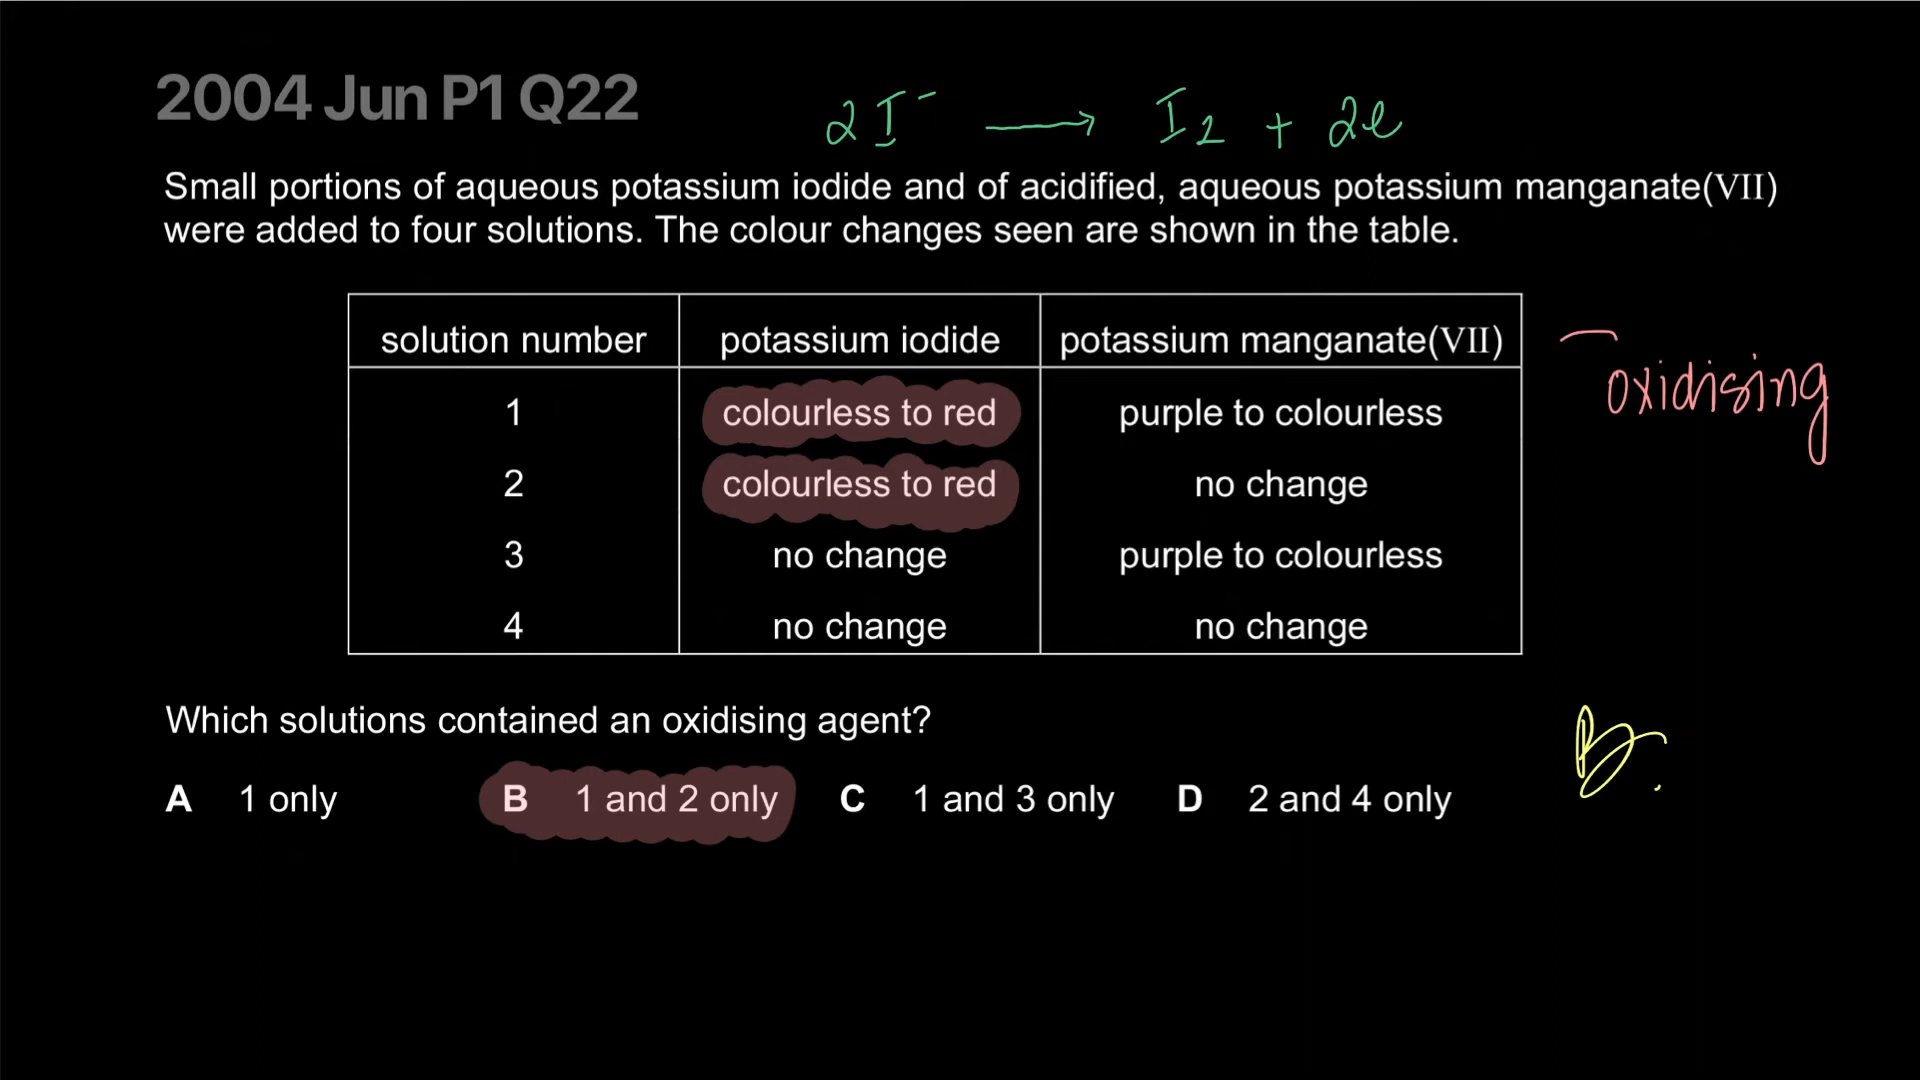 2004 Jun P1 Q22
2I⁻ ⟶ I₂ + 2e
Small portions of aqueous potassium iodide and of acidified, aqueous potassium manganate(VII)
were added to four solutions. The colour changes seen are shown in the table.
solution number potassium iodide potassium manganate(VII)
oxidising
1 colourless to red purple to colourless
2 colourless to red no change
3 no change purple to colourless
4 no change no change
Which solutions contained an oxidising agent?
B.
A 1 only B 1 and 2 only C 1 and 3 only D 2 and 4 only